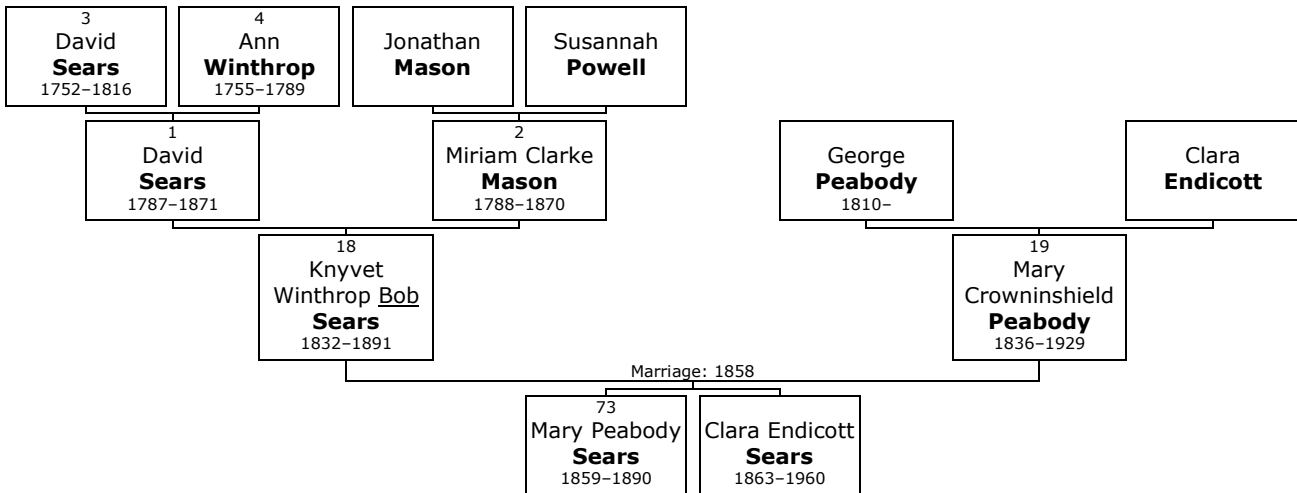 3
David
Sears
1752–1816
4
Ann
Winthrop
1755–1789
Jonathan
Mason
Susannah
Powell
1
David
Sears
1787–1871
2
Miriam Clarke
Mason
1788–1870
George
Peabody
1810–
Clara
Endicott
18
Knyvet
Winthrop Bob
Sears
1832–1891
19
Mary
Crowninshield
Peabody
1836–1929
Marriage: 1858
73
Mary Peabody
Sears
1859–1890
Clara Endicott
Sears
1863–1960